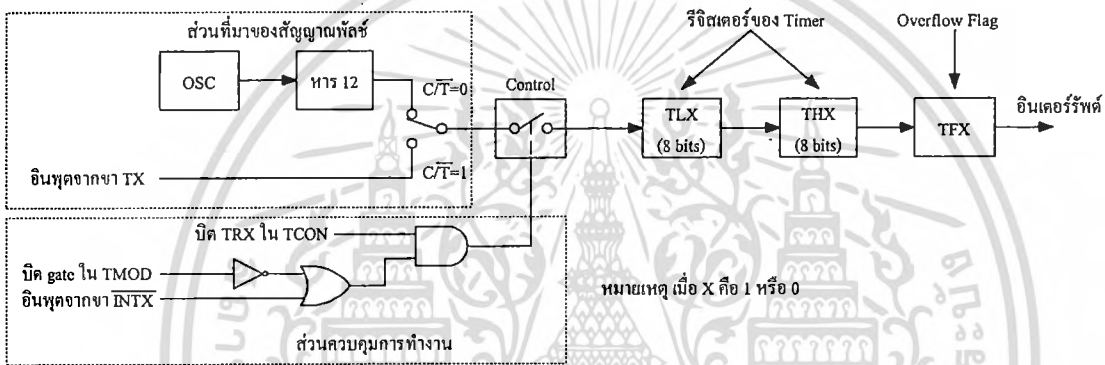 ส่วนที่มาของสัญญาณพัลซ์
OSC
หาร 12
C/T̅=0
C/T̅=1
อินพุตจากขา TX
Control
รีจิสเตอร์ของ Timer
Overflow Flag
TLX
(8 bits)
THX
(8 bits)
TFX
อินเตอร์รัพต์
บิต TRX ใน TCON
บิต gate ใน TMOD
อินพุตจากขา I̅N̅T̅X̅
ส่วนควบคุมการทำงาน
หมายเหตุ เมื่อ X คือ 1 หรือ 0